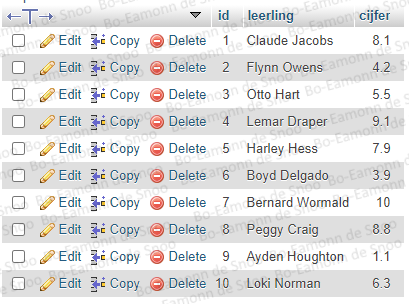 ←T→ id leerling cijfer
Edit Copy Delete 1 Claude Jacobs 8.1
Edit Copy Delete 2 Flynn Owens 4.2
Edit Copy Delete 3 Otto Hart 5.5
Edit Copy Delete 4 Lemar Draper 9.1
Edit Copy Delete 5 Harley Hess 7.9
Edit Copy Delete 6 Boyd Delgado 3.9
Edit Copy Delete 7 Bernard Wormald 10
Edit Copy Delete 8 Peggy Craig 8.8
Edit Copy Delete 9 Ayden Houghton 1.1
Edit Copy Delete 10 Loki Norman 6.3
Bo-Eamonn de Snoo